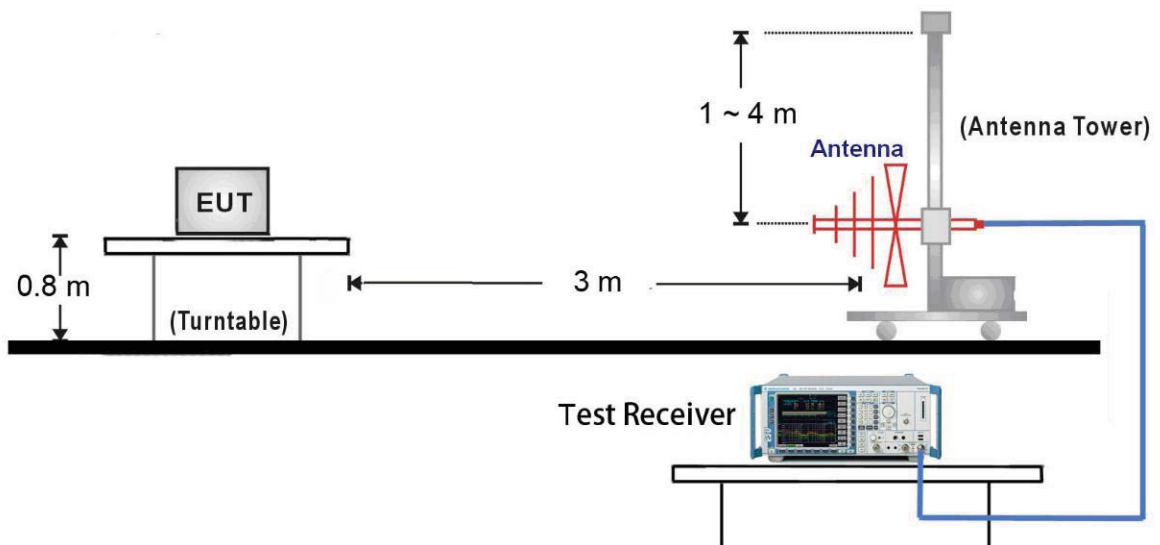 1 ~ 4 m
(Antenna Tower)
Antenna
EUT
0.8 m
3 m
(Turntable)
Test Receiver